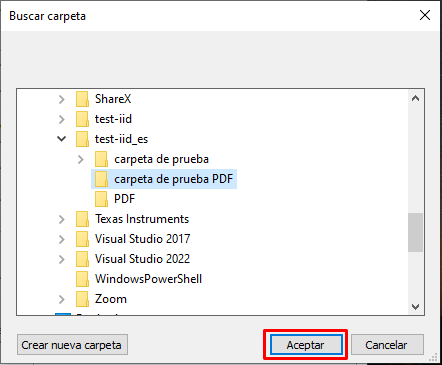 Buscar carpeta
ShareX
test-iid
test-iid_es
carpeta de prueba
carpeta de prueba PDF
PDF
Texas Instruments
Visual Studio 2017
Visual Studio 2022
WindowsPowerShell
Zoom
Crear nueva carpeta Aceptar Cancelar